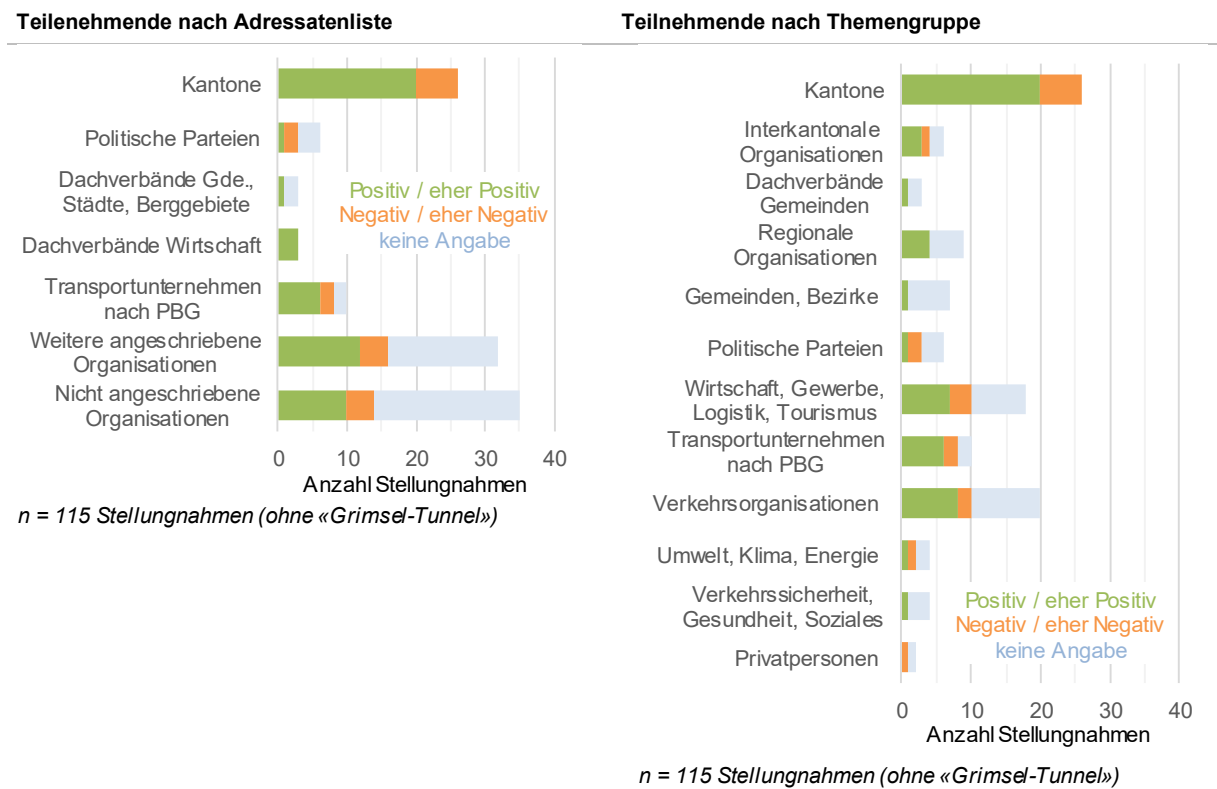 Teilenehmende nach Adressatenliste
Kantone
Politische Parteien
Dachverbände Gde.,
Städte, Berggebiete
Dachverbände Wirtschaft
Transportunternehmen
nach PBG
Weitere angeschriebene
Organisationen
Nicht angeschriebene
Organisationen
Positiv / eher Positiv
Negativ / eher Negativ
keine Angabe
0 10 20 30 40
Anzahl Stellungnahmen
n = 115 Stellungnahmen (ohne «Grimsel-Tunnel»)
Teilnehmende nach Themengruppe
Kantone
Interkantonale
Organisationen
Dachverbände
Gemeinden
Regionale
Organisationen
Gemeinden, Bezirke
Politische Parteien
Wirtschaft, Gewerbe,
Logistik, Tourismus
Transportunternehmen
nach PBG
Verkehrsorganisationen
Umwelt, Klima, Energie
Verkehrssicherheit,
Gesundheit, Soziales
Privatpersonen
Positiv / eher Positiv
Negativ / eher Negativ
keine Angabe
0 10 20 30 40
Anzahl Stellungnahmen
n = 115 Stellungnahmen (ohne «Grimsel-Tunnel»)